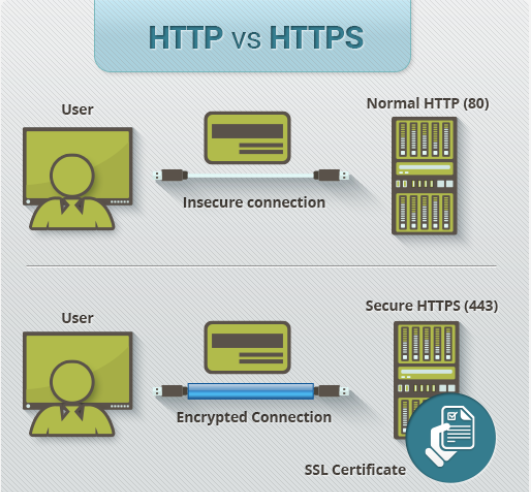 HTTP vs HTTPS
User
Normal HTTP (80)
Insecure connection
User
Secure HTTPS (443)
Encrypted Connection
SSL Certificate